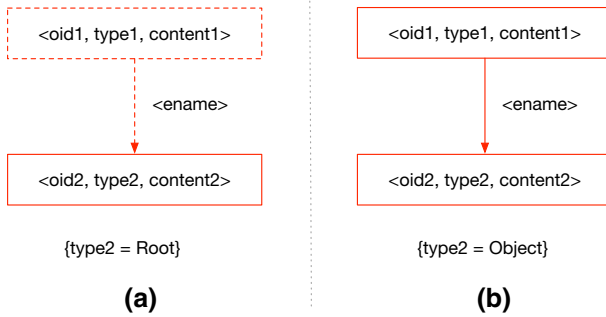 <oid1, type1, content1>
<ename>
<oid2, type2, content2>
{type2 = Root}
(a)
<oid1, type1, content1>
<ename>
<oid2, type2, content2>
{type2 = Object}
(b)